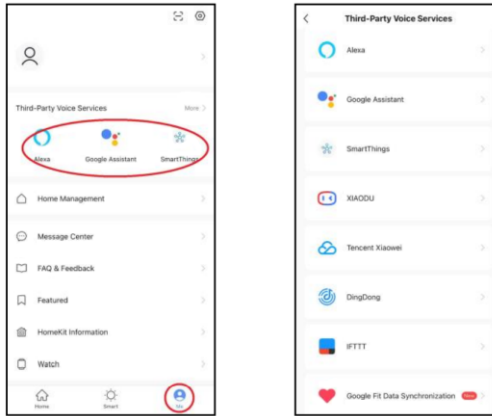 Third-Party Voice Services
More
Alexa
Google Assistant
SmartThings
Home Management
Message Center
FAQ & Feedback
Featured
HomeKit Information
Watch
Home
Smart
Third-Party Voice Services
Alexa
Google Assistant
SmartThings
XIAODU
Tencent Xiaowei
DingDong
IFTTT
Google Fit Data Synchronization